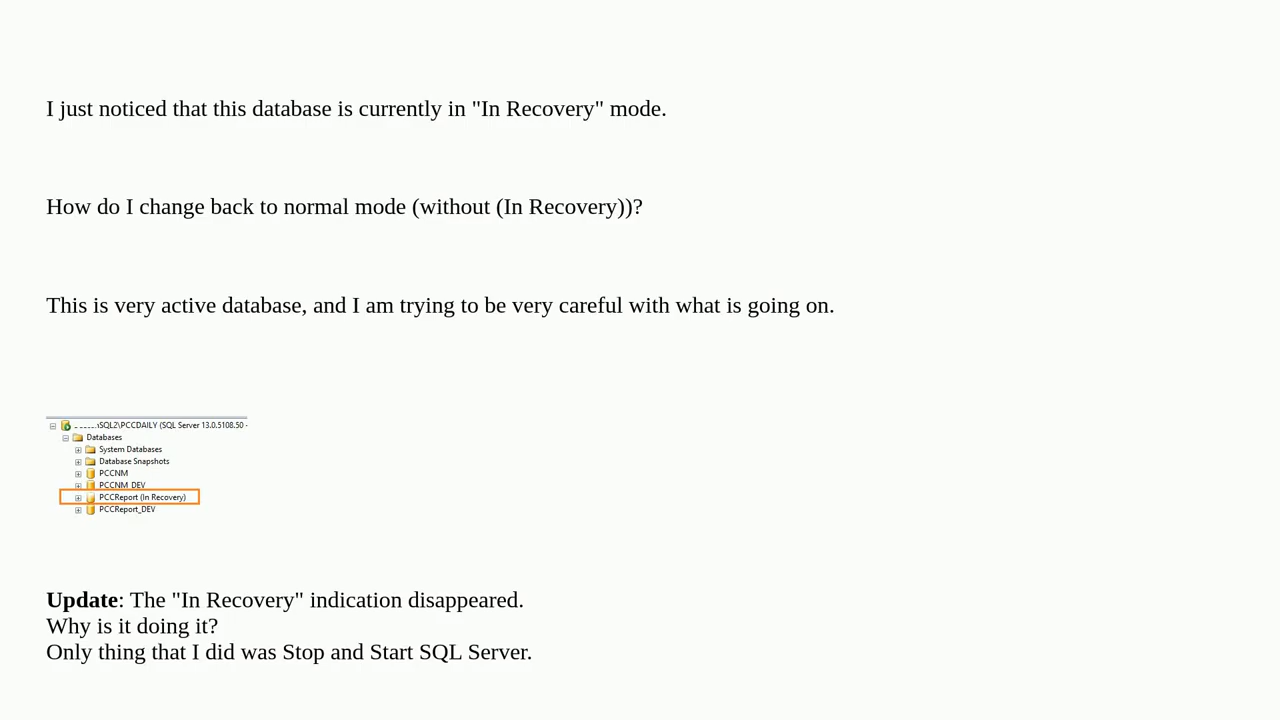 I just noticed that this database is currently in "In Recovery" mode.
How do I change back to normal mode (without (In Recovery))?
This is very active database, and I am trying to be very careful with what is going on.
SQL2\PCCDAILY (SQL Server 13.0.5108.50 -
Databases
System Databases
Database Snapshots
PCCNM
PCCNM_DEV
PCCReport (In Recovery)
PCCReport_DEV
Update: The "In Recovery" indication disappeared.
Why is it doing it?
Only thing that I did was Stop and Start SQL Server.